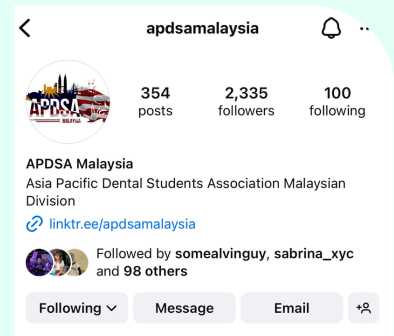 apdsamalaysia
354
2,335
100
posts
followers
following
APDSA
MALAYSIA
APDSA Malaysia
Asia Pacific Dental Students Association Malaysian
Division
linktr.ee/apdsamalaysia
Followed by somealvinguy, sabrina_xyc
and 98 others
Following
Message
Email